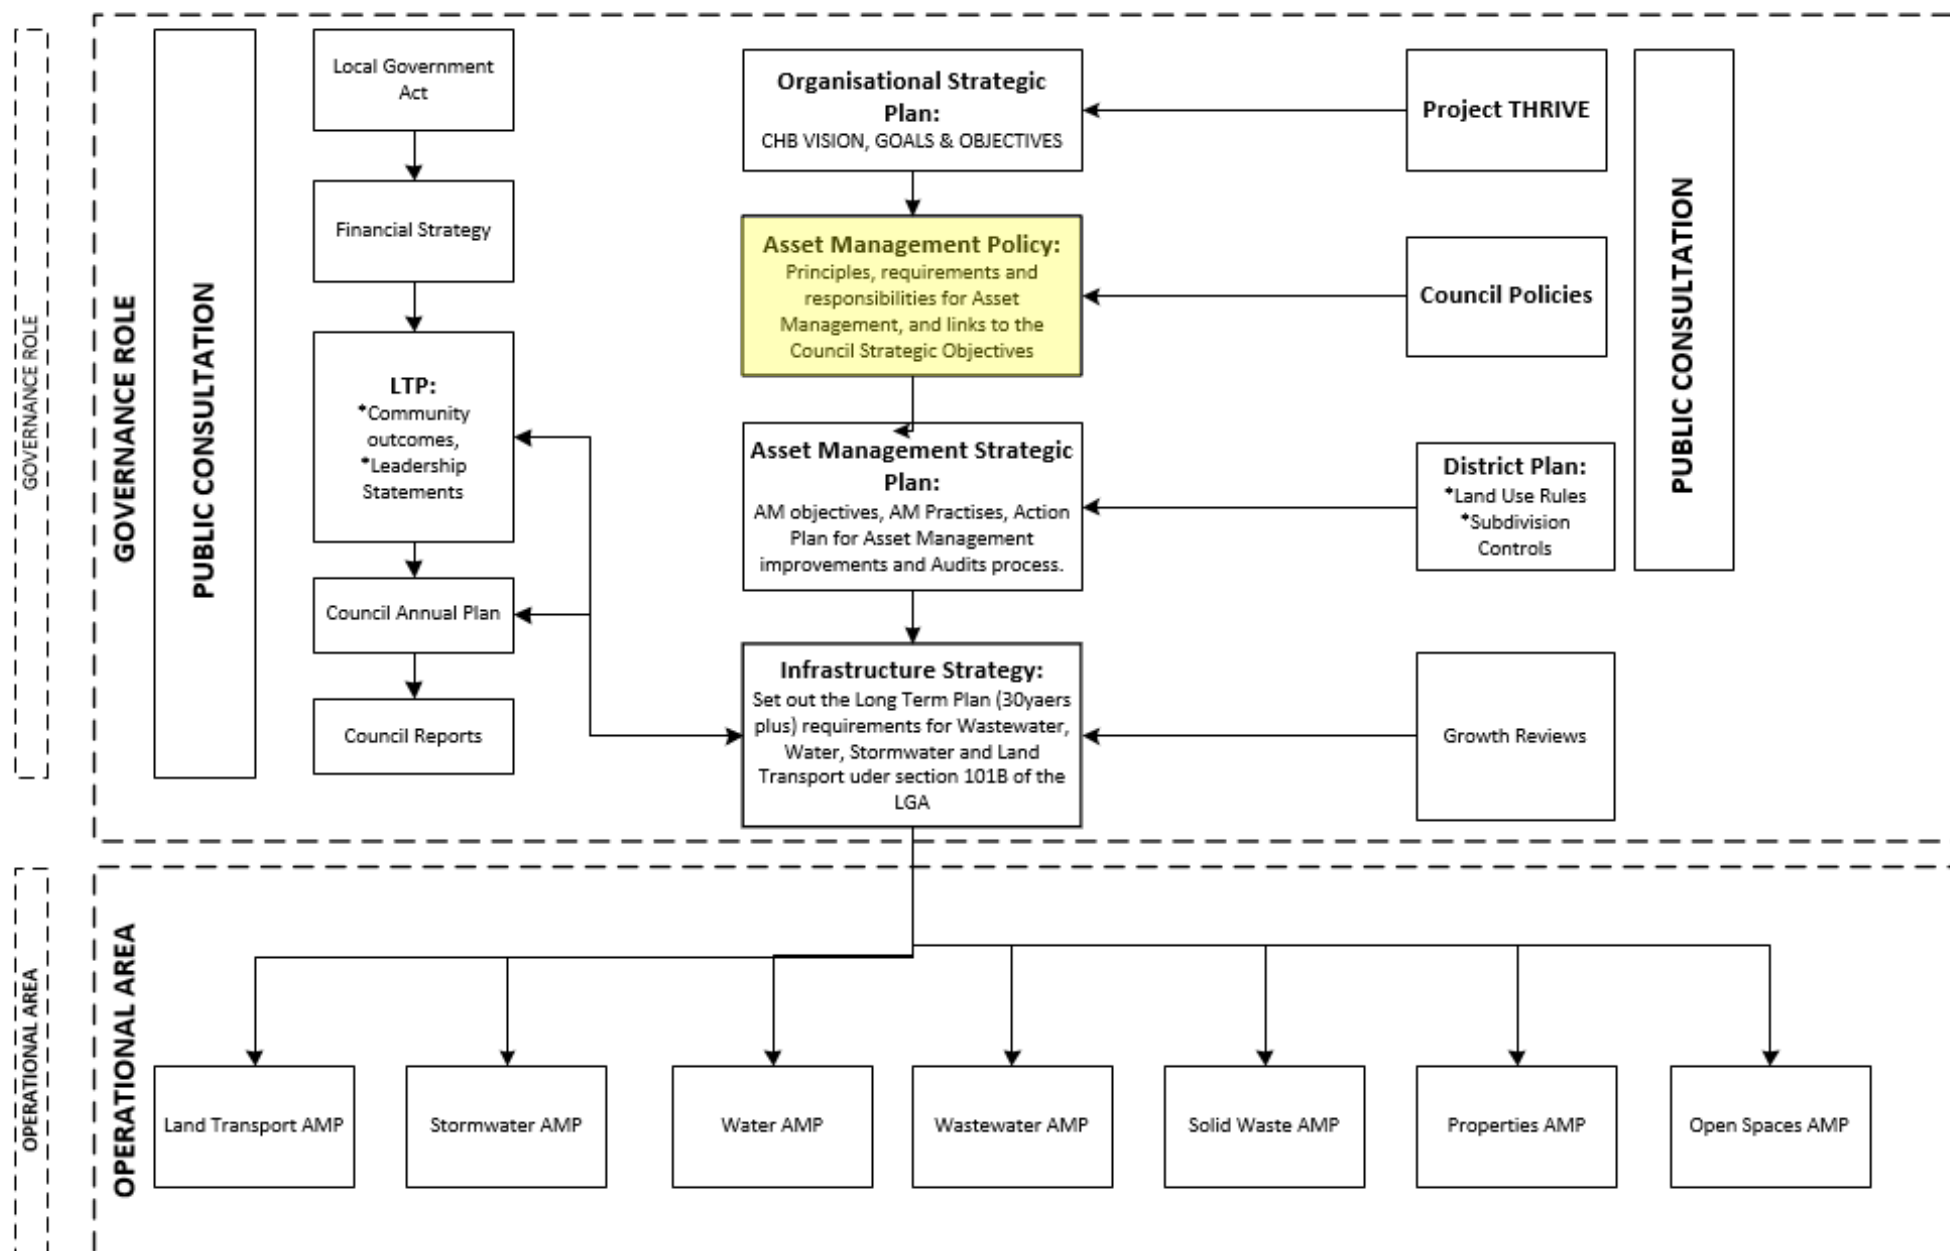 GOVERNANCE ROLE
GOVERNANCE ROLE
PUBLIC CONSULTATION
Local Government
Act
Financial Strategy
LTP:
*Community
outcomes,
*Leadership
Statements
Council Annual Plan
Council Reports
Organisational Strategic
Plan:
CHB VISION, GOALS & OBJECTIVES
Asset Management Policy:
Principles, requirements and
responsibilities for Asset
Management, and links to the
Council Strategic Objectives
Asset Management Strategic
Plan:
AM objectives, AM Practises, Action
Plan for Asset Management
improvements and Audits process.
Infrastructure Strategy:
Set out the Long Term Plan (30yaers
plus) requirements for Wastewater,
Water, Stormwater and Land
Transport uder section 101B of the
LGA
Project THRIVE
Council Policies
District Plan:
*Land Use Rules
*Subdivision
Controls
Growth Reviews
PUBLIC CONSULTATION
OPERATIONAL AREA
OPERATIONAL AREA
Land Transport AMP
Stormwater AMP
Water AMP
Wastewater AMP
Solid Waste AMP
Properties AMP
Open Spaces AMP